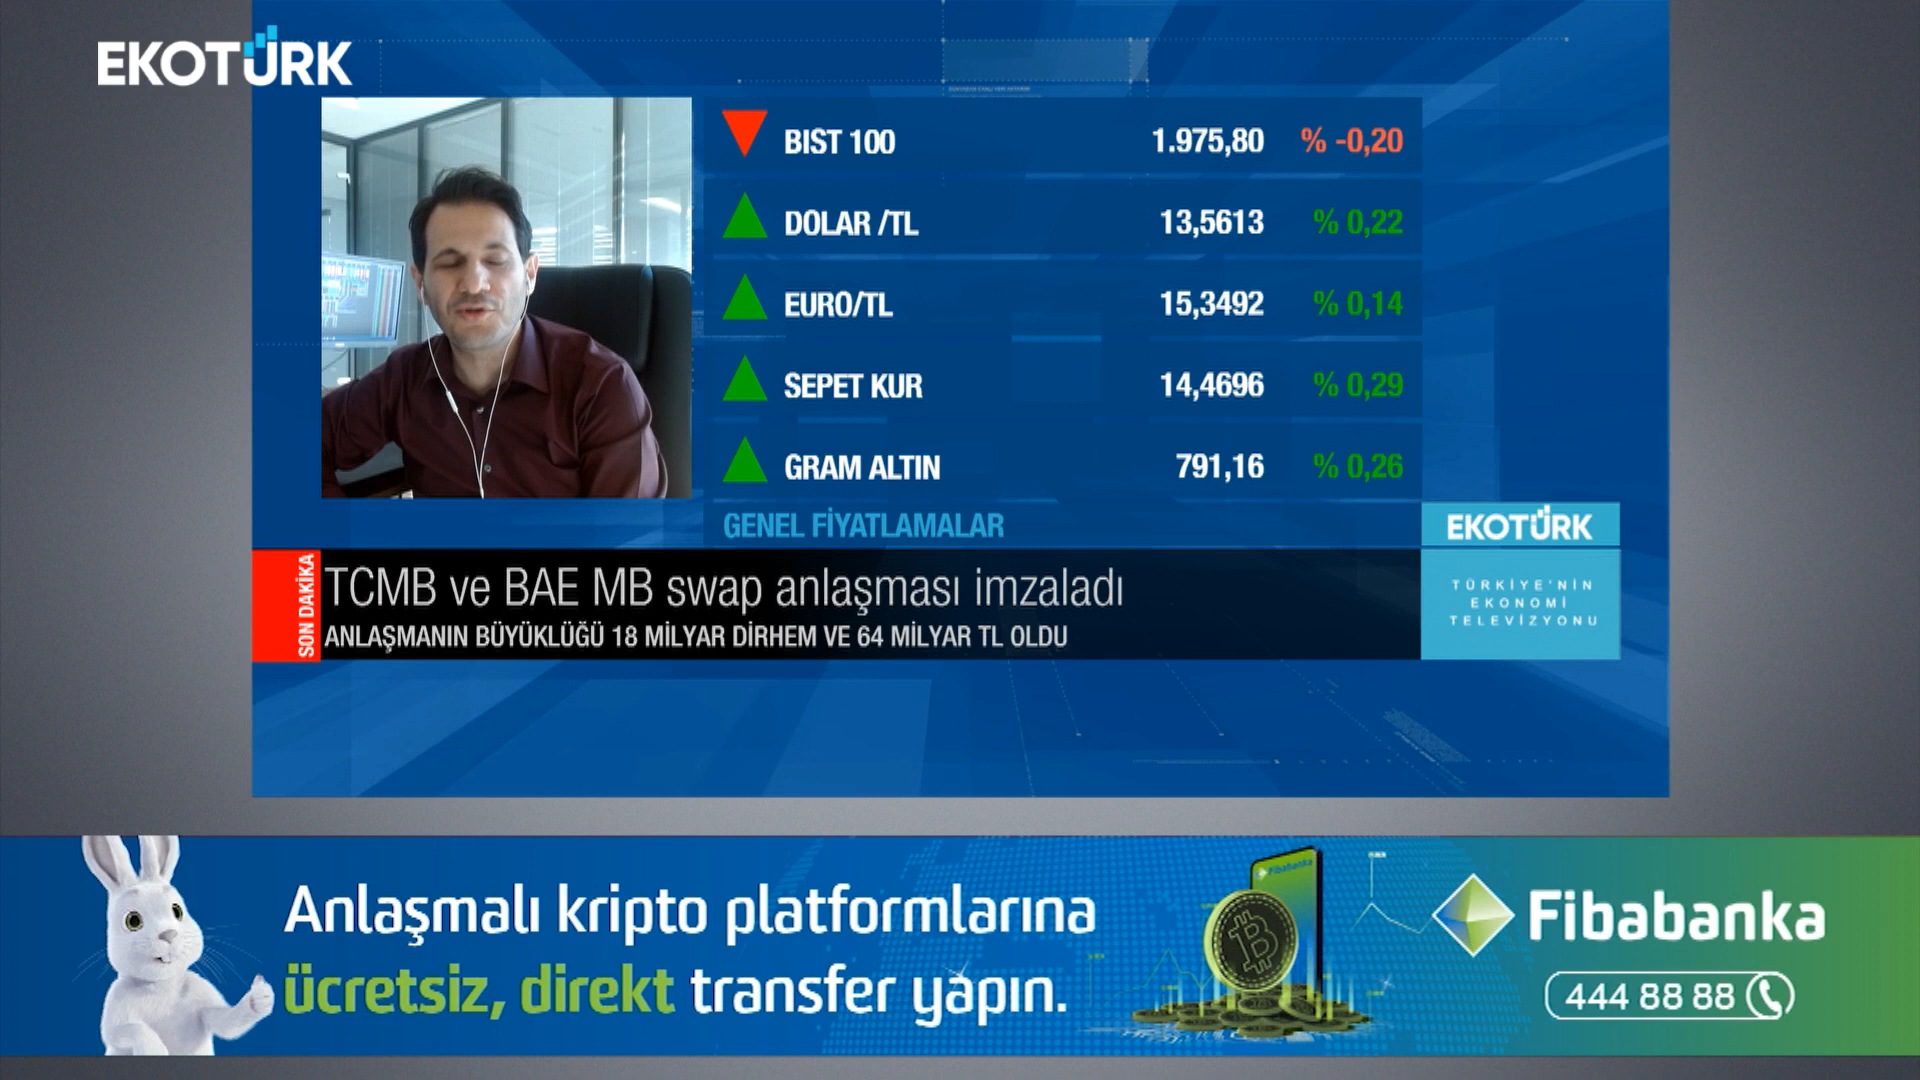 EKOTÜRK
BIST 100 1.975,80 % -0,20
DOLAR /TL 13,5613 % 0,22
EURO/TL 15,3492 % 0,14
SEPET KUR 14,4696 % 0,29
GRAM ALTIN 791,16 % 0,26
GENEL FİYATLAMALAR
EKOTÜRK
SON DAKİKA
TCMB ve BAE MB swap anlaşması imzaladı
ANLAŞMANIN BÜYÜKLÜĞÜ 18 MİLYAR DİRHEM VE 64 MİLYAR TL OLDU
TÜRKİYE'NİN
EKONOMİ
TELEVİZYONU
Anlaşmalı kripto platformlarına
ücretsiz, direkt transfer yapın.
Fibabanka
Fibabanka
444 88 88